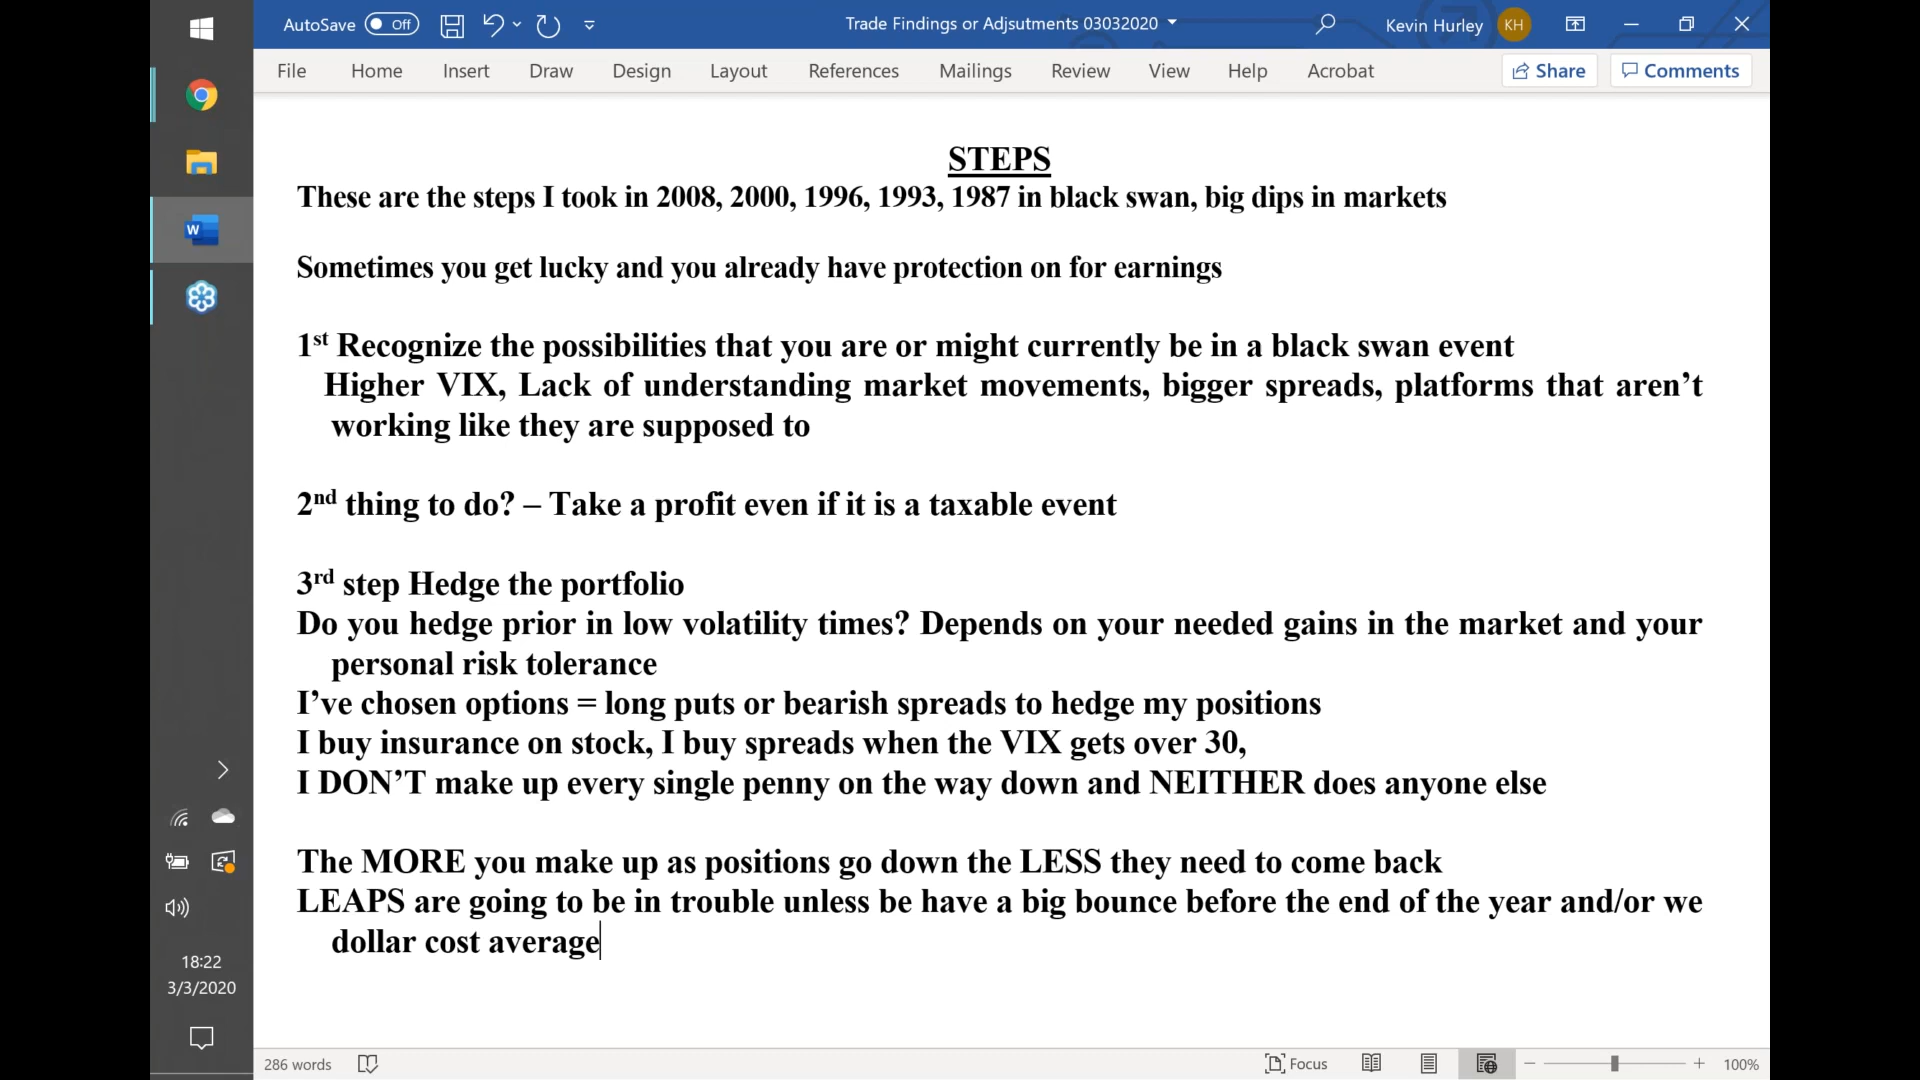 AutoSave Off
Trade Findings or Adjsutments 03032020
Kevin Hurley KH
File Home Insert Draw Design Layout References Mailings Review View Help Acrobat Share Comments
STEPS
These are the steps I took in 2008, 2000, 1996, 1993, 1987 in black swan, big dips in markets
Sometimes you get lucky and you already have protection on for earnings
1st Recognize the possibilities that you are or might currently be in a black swan event
Higher VIX, Lack of understanding market movements, bigger spreads, platforms that aren’t
working like they are supposed to
2nd thing to do? – Take a profit even if it is a taxable event
3rd step Hedge the portfolio
Do you hedge prior in low volatility times? Depends on your needed gains in the market and your
personal risk tolerance
I’ve chosen options = long puts or bearish spreads to hedge my positions
I buy insurance on stock, I buy spreads when the VIX gets over 30,
I DON’T make up every single penny on the way down and NEITHER does anyone else
The MORE you make up as positions go down the LESS they need to come back
LEAPS are going to be in trouble unless be have a big bounce before the end of the year and/or we
dollar cost average
W
18:22
3/3/2020
286 words
Focus
100%